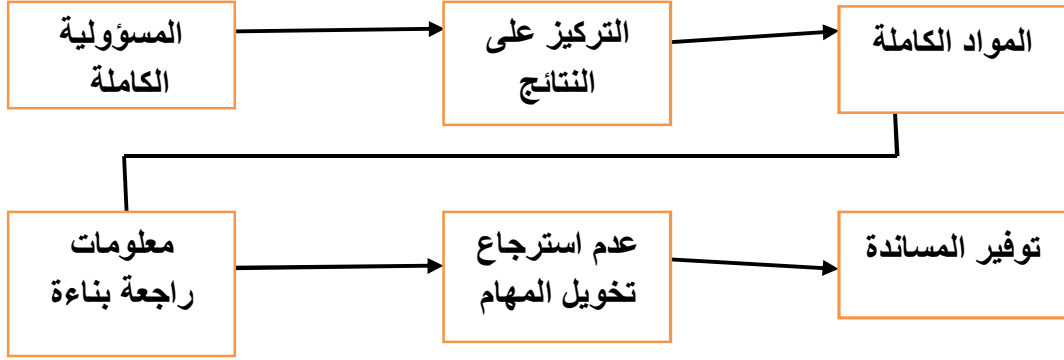 المسؤولية
الكاملة
التركيز على
النتائج
المواد الكاملة
معلومات
راجعة بناءة
عدم استرجاع
تخويل المهام
توفير المساندة